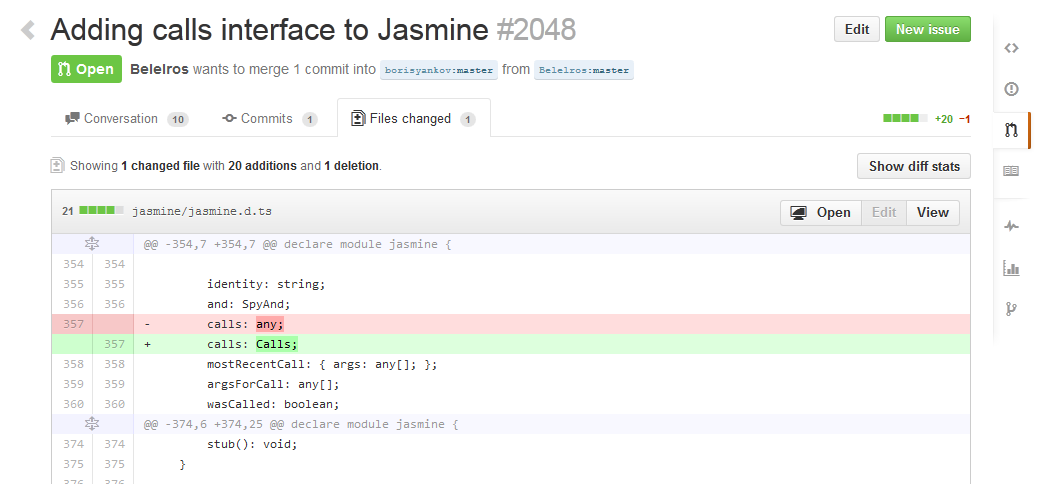 Adding calls interface to Jasmine #2048
Edit
New issue
Open
Belelros wants to merge 1 commit into borisyankov:master from Belelros:master
Conversation 10
Commits 1
Files changed 1
+20 −1
Showing 1 changed file with 20 additions and 1 deletion.
Show diff stats
21 jasmine/jasmine.d.ts
Open
Edit
View
@@ -354,7 +354,7 @@ declare module jasmine {
354 354
355 355 identity: string;
356 356 and: SpyAnd;
357 - calls: any;
357 + calls: Calls;
358 358 mostRecentCall: { args: any[]; };
359 359 argsForCall: any[];
360 360 wasCalled: boolean;
@@ -374,6 +374,25 @@ declare module jasmine {
374 374 stub(): void;
375 375 }
376 376